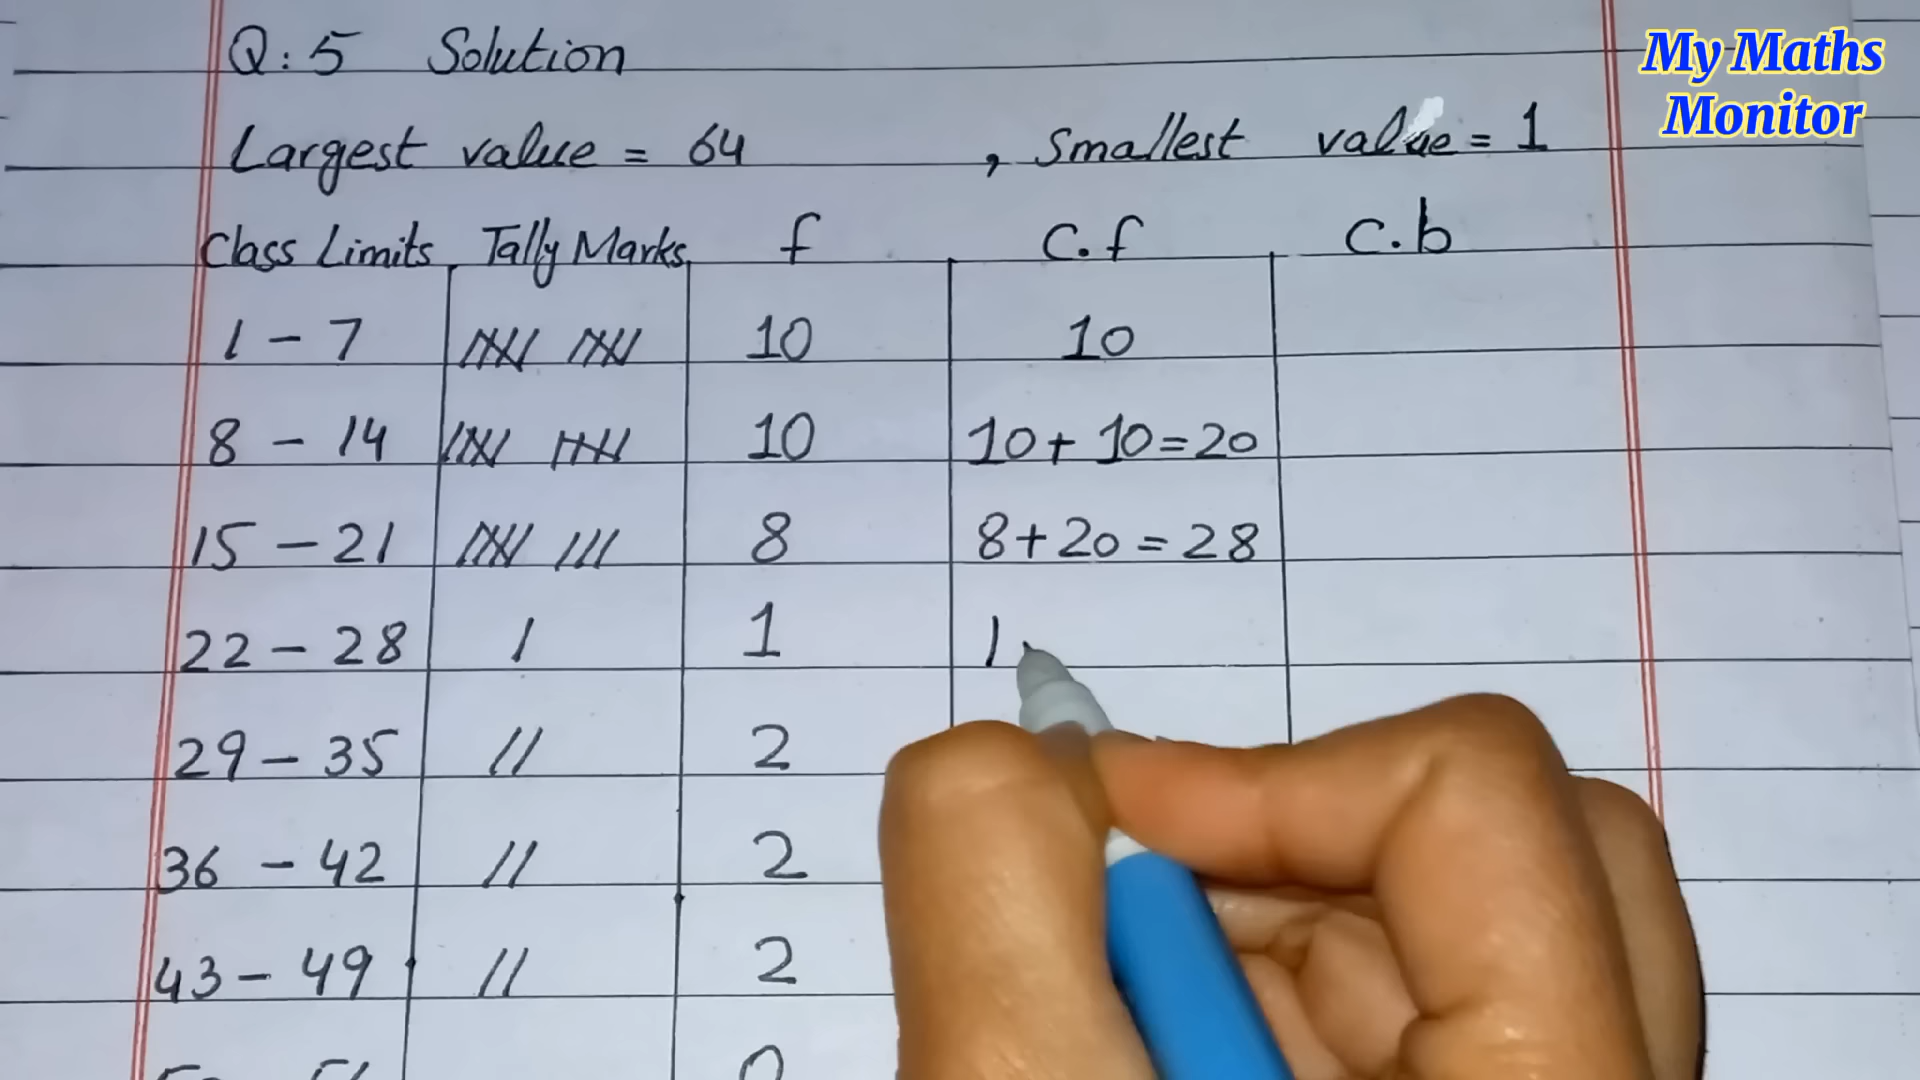 Q: 5 Solution
My Maths
Monitor
Largest value = 64 , Smallest value = 1
Class Limits Tally Marks f C.f C.b
1 - 7 10 10
8 - 14 10 10 + 10 = 20
15 - 21 8 8 + 20 = 28
22 - 28 1 1
29 - 35 2
36 - 42 2
43 - 49 2